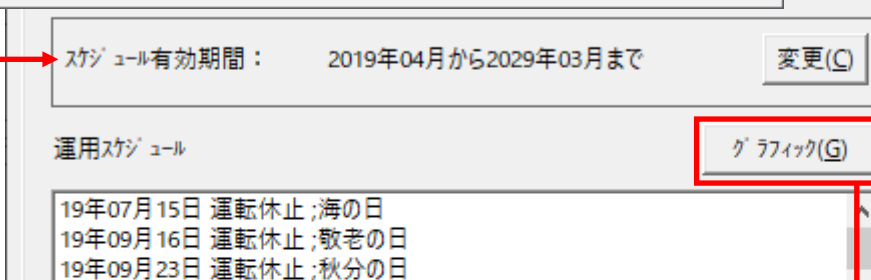 ｽｹｼﾞｭｰﾙ有効期間： 2019年04月から2029年03月まで 変更(C)
運用ｽｹｼﾞｭｰﾙ ｸﾞﾗﾌｨｯｸ(G)
19年07月15日 運転休止 ;海の日
19年09月16日 運転休止 ;敬老の日
19年09月23日 運転休止 ;秋分の日